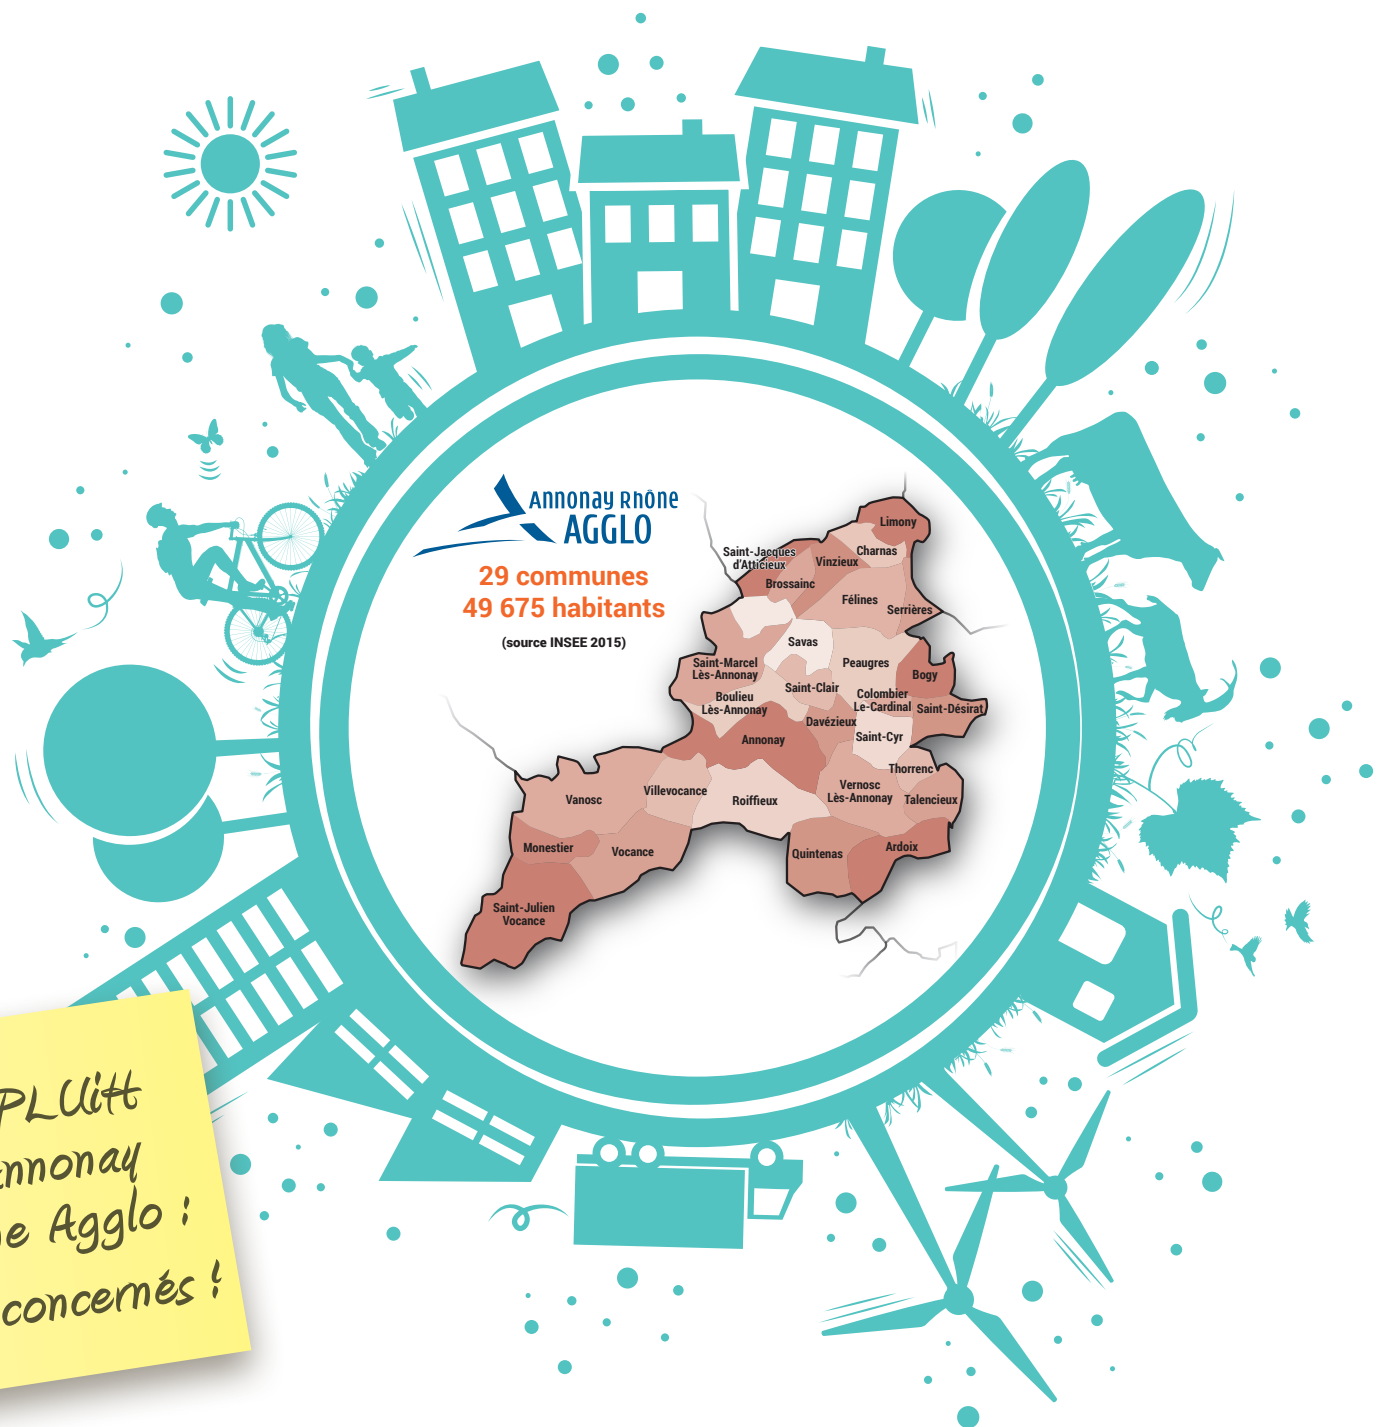 Annonay Rhône
AGGLO
29 communes
49 675 habitants
(source INSEE 2015)
Limony
Charnas
Saint-Jacques
d'Atticieux
Vinzieux
Brossainc
Félines
Serrières
Savas
Peaugres
Saint-Marcel
Lès-Annonay
Bogy
Saint-Clair
Boulieu
Lès-Annonay
Colombier
Le-Cardinal
Saint-Désirat
Davézieux
Annonay
Saint-Cyr
Thorrenc
Vernosc
Lès-Annonay
Talencieux
Villevocance
Vanosc
Roiffieux
Monestier
Vocance
Quintenas
Ardoix
Saint-Julien
Vocance
PLUiH
Annonay
e Agglo :
concernés !